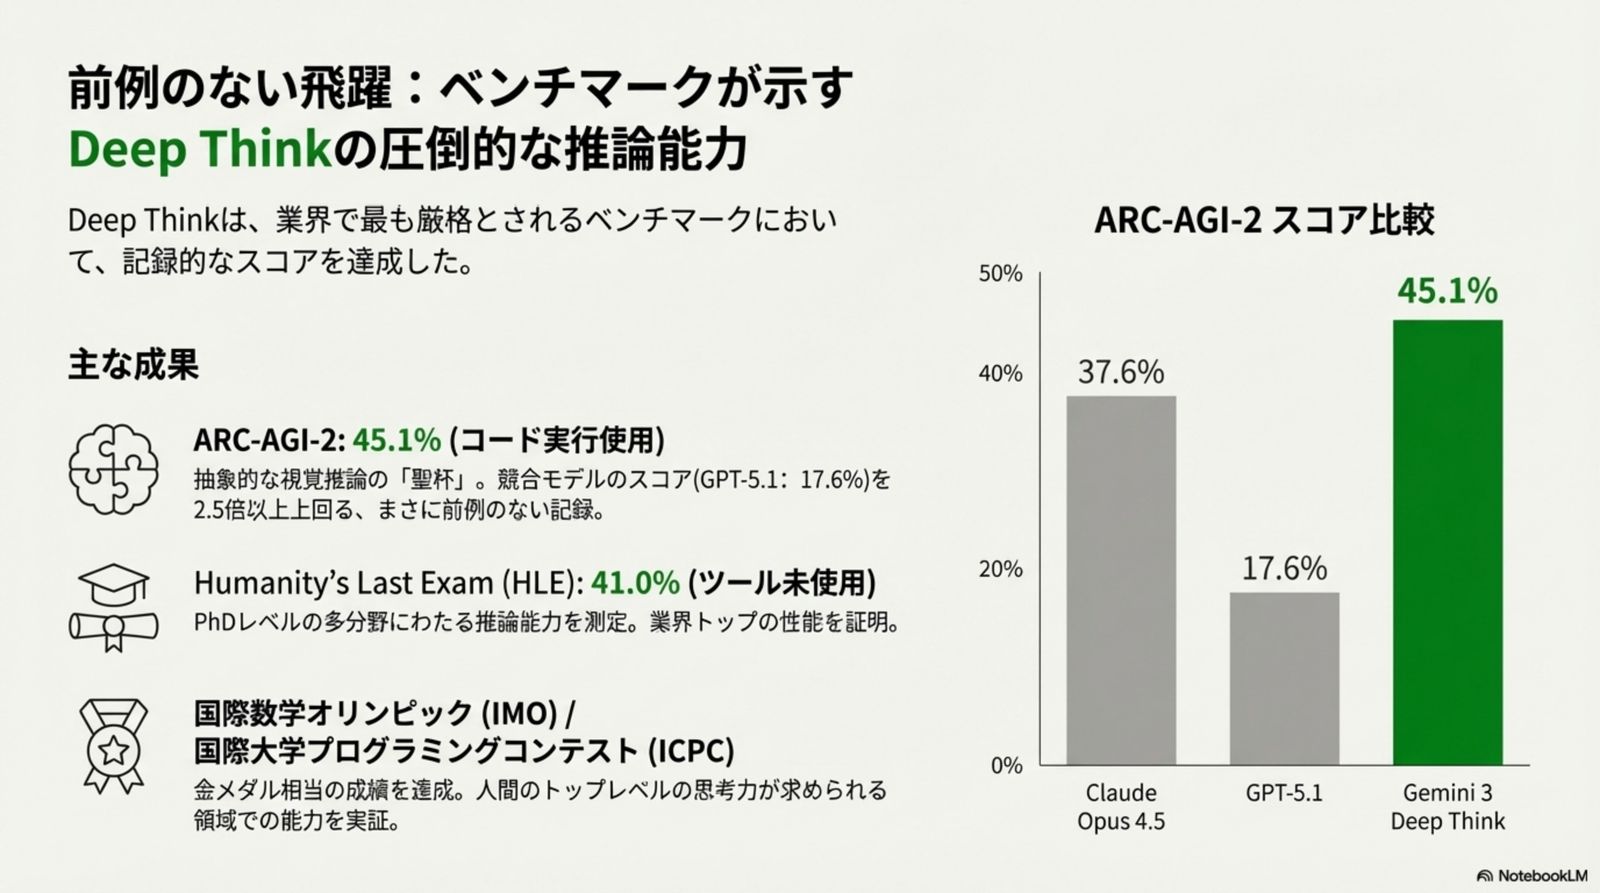 前例のない飛躍：ベンチマークが示す
Deep Thinkの圧倒的な推論能力
Deep Thinkは、業界で最も厳格とされるベンチマークにおい
て、記録的なスコアを達成した。
主な成果
ARC-AGI-2: 45.1% (コード実行使用)
抽象的な視覚推論の「聖杯」。競合モデルのスコア(GPT-5.1：17.6%)を
2.5倍以上上回る、まさに前例のない記録。
Humanity’s Last Exam (HLE): 41.0% (ツール未使用)
PhDレベルの多分野にわたる推論能力を測定。業界トップの性能を証明。
国際数学オリンピック (IMO) /
国際大学プログラミングコンテスト (ICPC)
金メダル相当の成績を達成。人間のトップレベルの思考力が求められる
領域での能力を実証。
ARC-AGI-2 スコア比較
50%
40%
20%
0%
37.6%
17.6%
45.1%
Claude
Opus 4.5
GPT-5.1
Gemini 3
Deep Think
NotebookLM